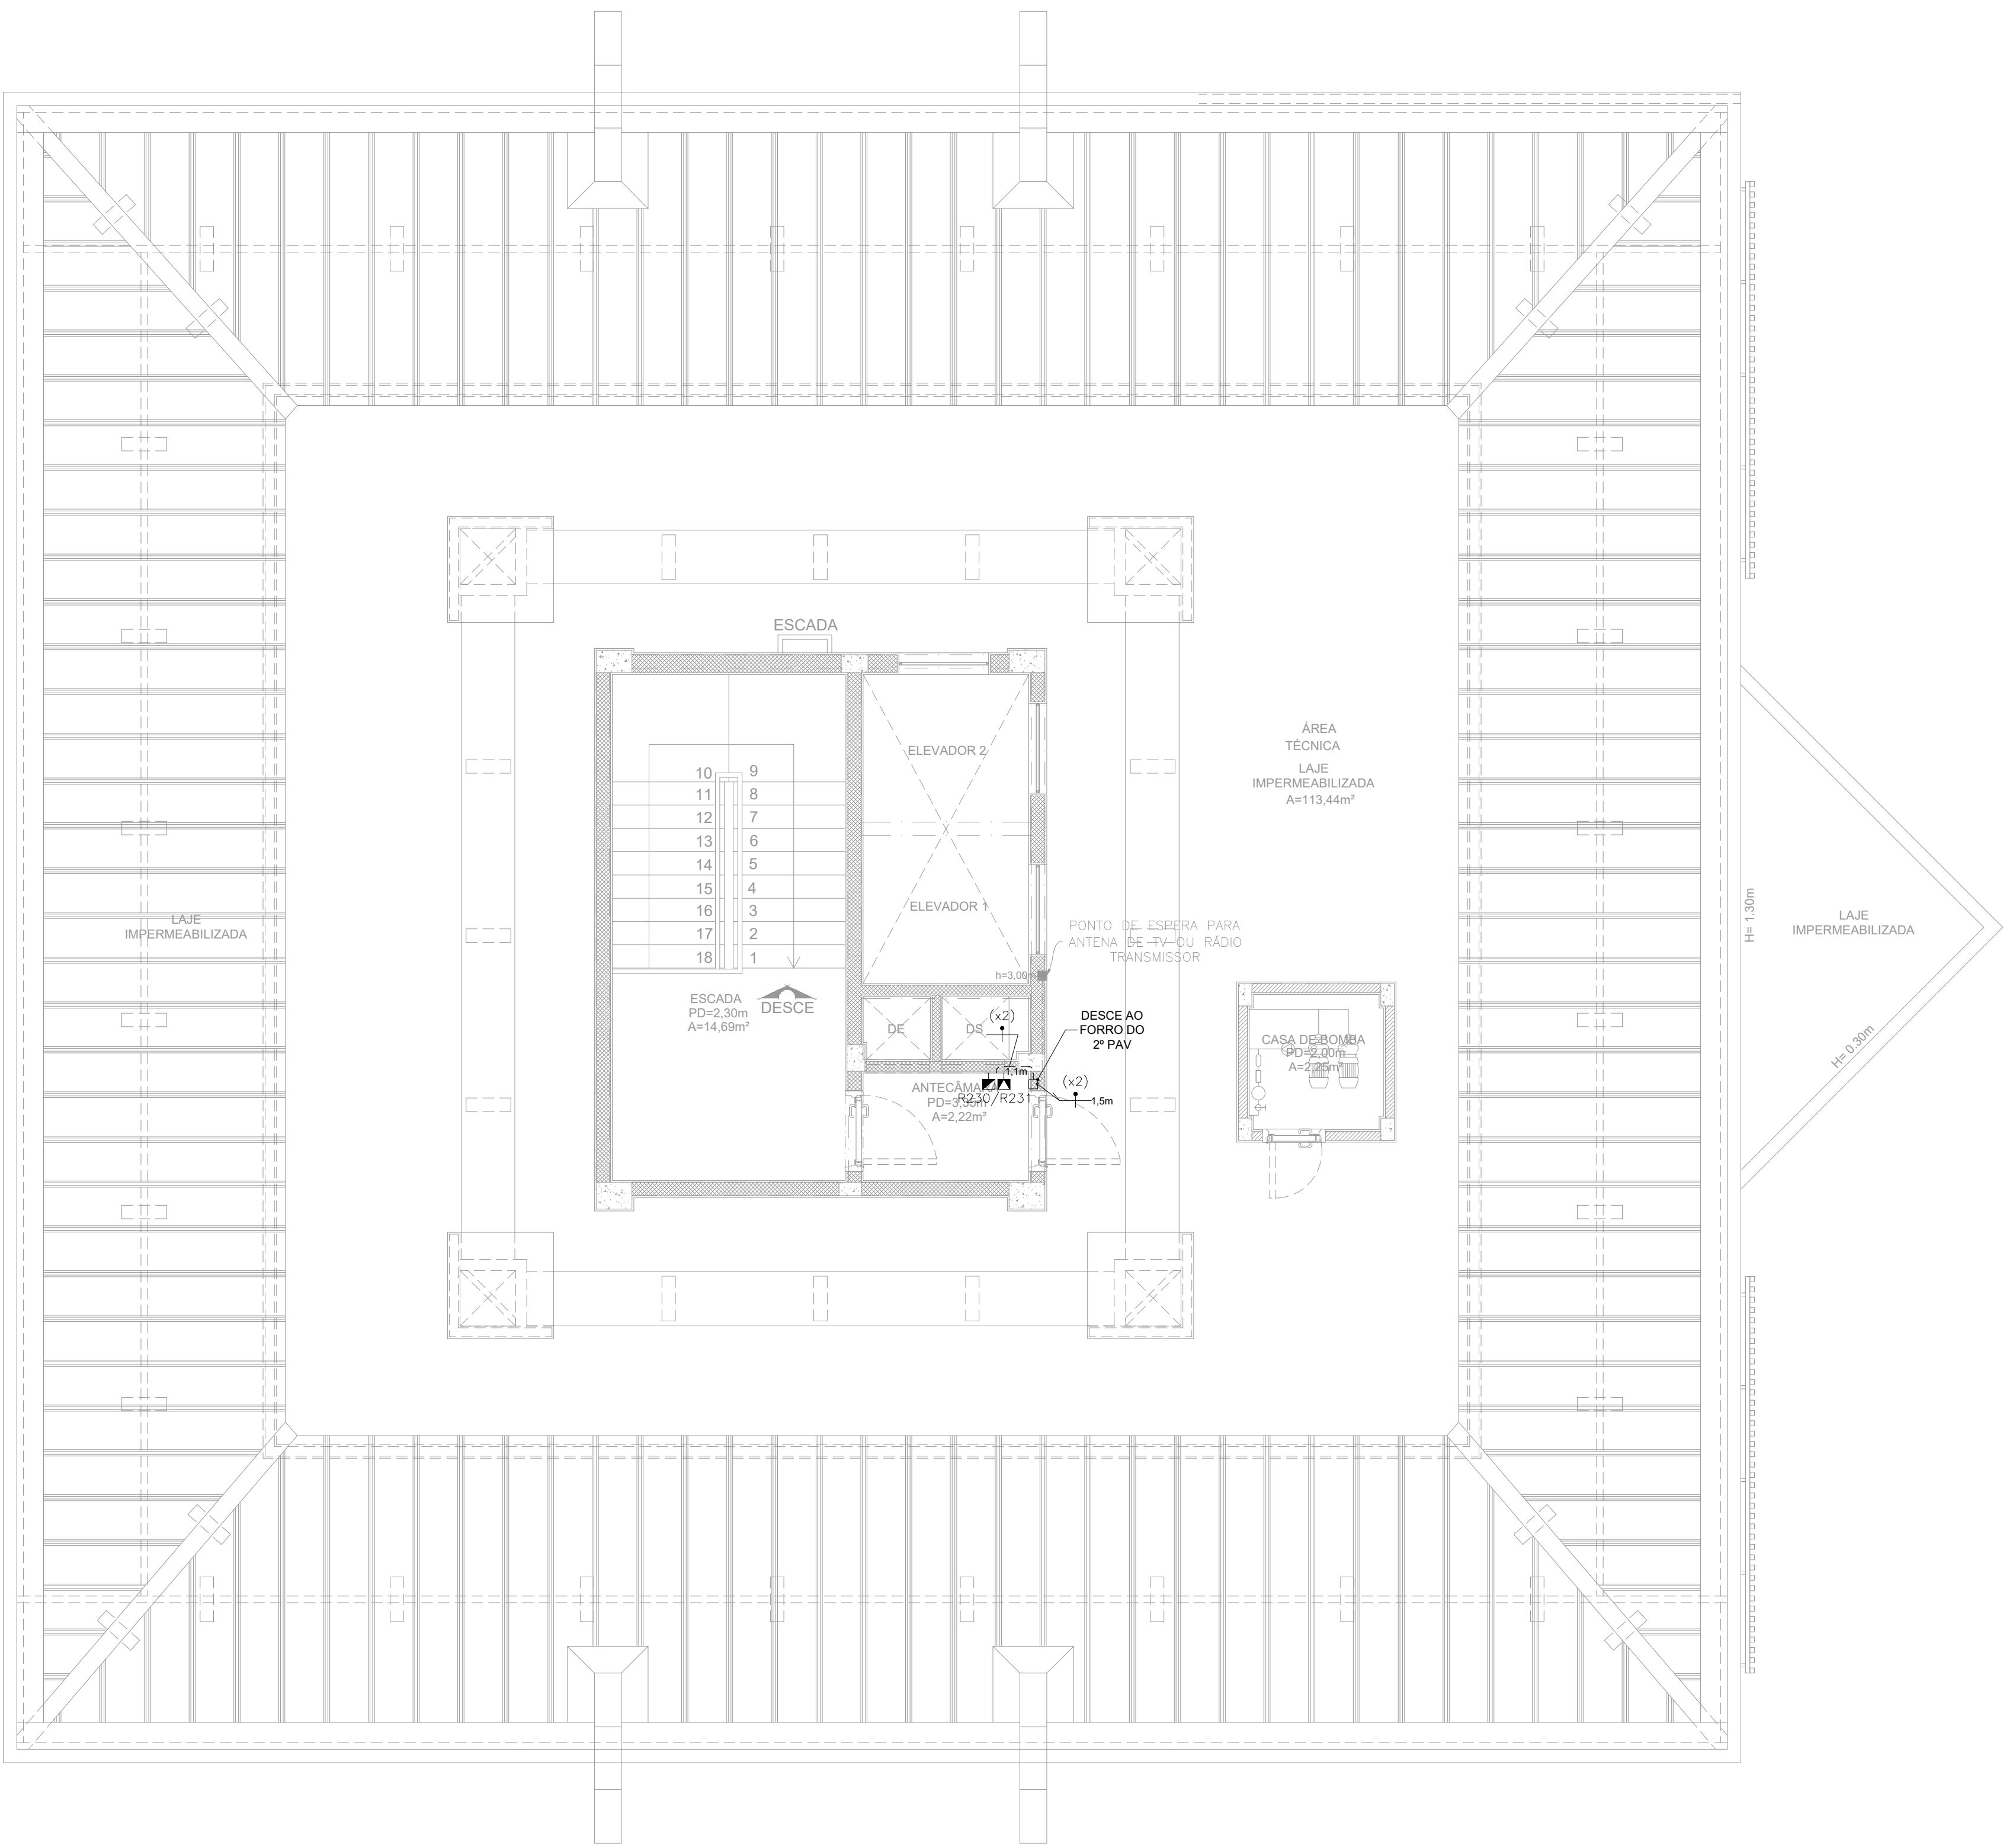 ESCADA
ELEVADOR 2
ÁREA
TÉCNICA
LAJE
IMPERMEABILIZADA
A=113,44m²
10 9
11 8
12 7
13 6
14 5
15 4
16 3
17 2
18 1
ELEVADOR 1
LAJE
IMPERMEABILIZADA
PONTO DE ESPERA PARA
ANTENA DE TV OU RÁDIO
TRANSMISSOR
h=3,00m
H= 1.30m
LAJE
IMPERMEABILIZADA
H= 0.30m
ESCADA
PD=2,30m
A=14,69m²
DESCE
DE
DS
(x2)
DESCE AO
FORRO DO
2º PAV
1,1m
(x2)
1,5m
R230/R231
ANTECÂMARA
A=2,22m²
CASA DE BOMBA
PD=2,00m
A=2,25m²